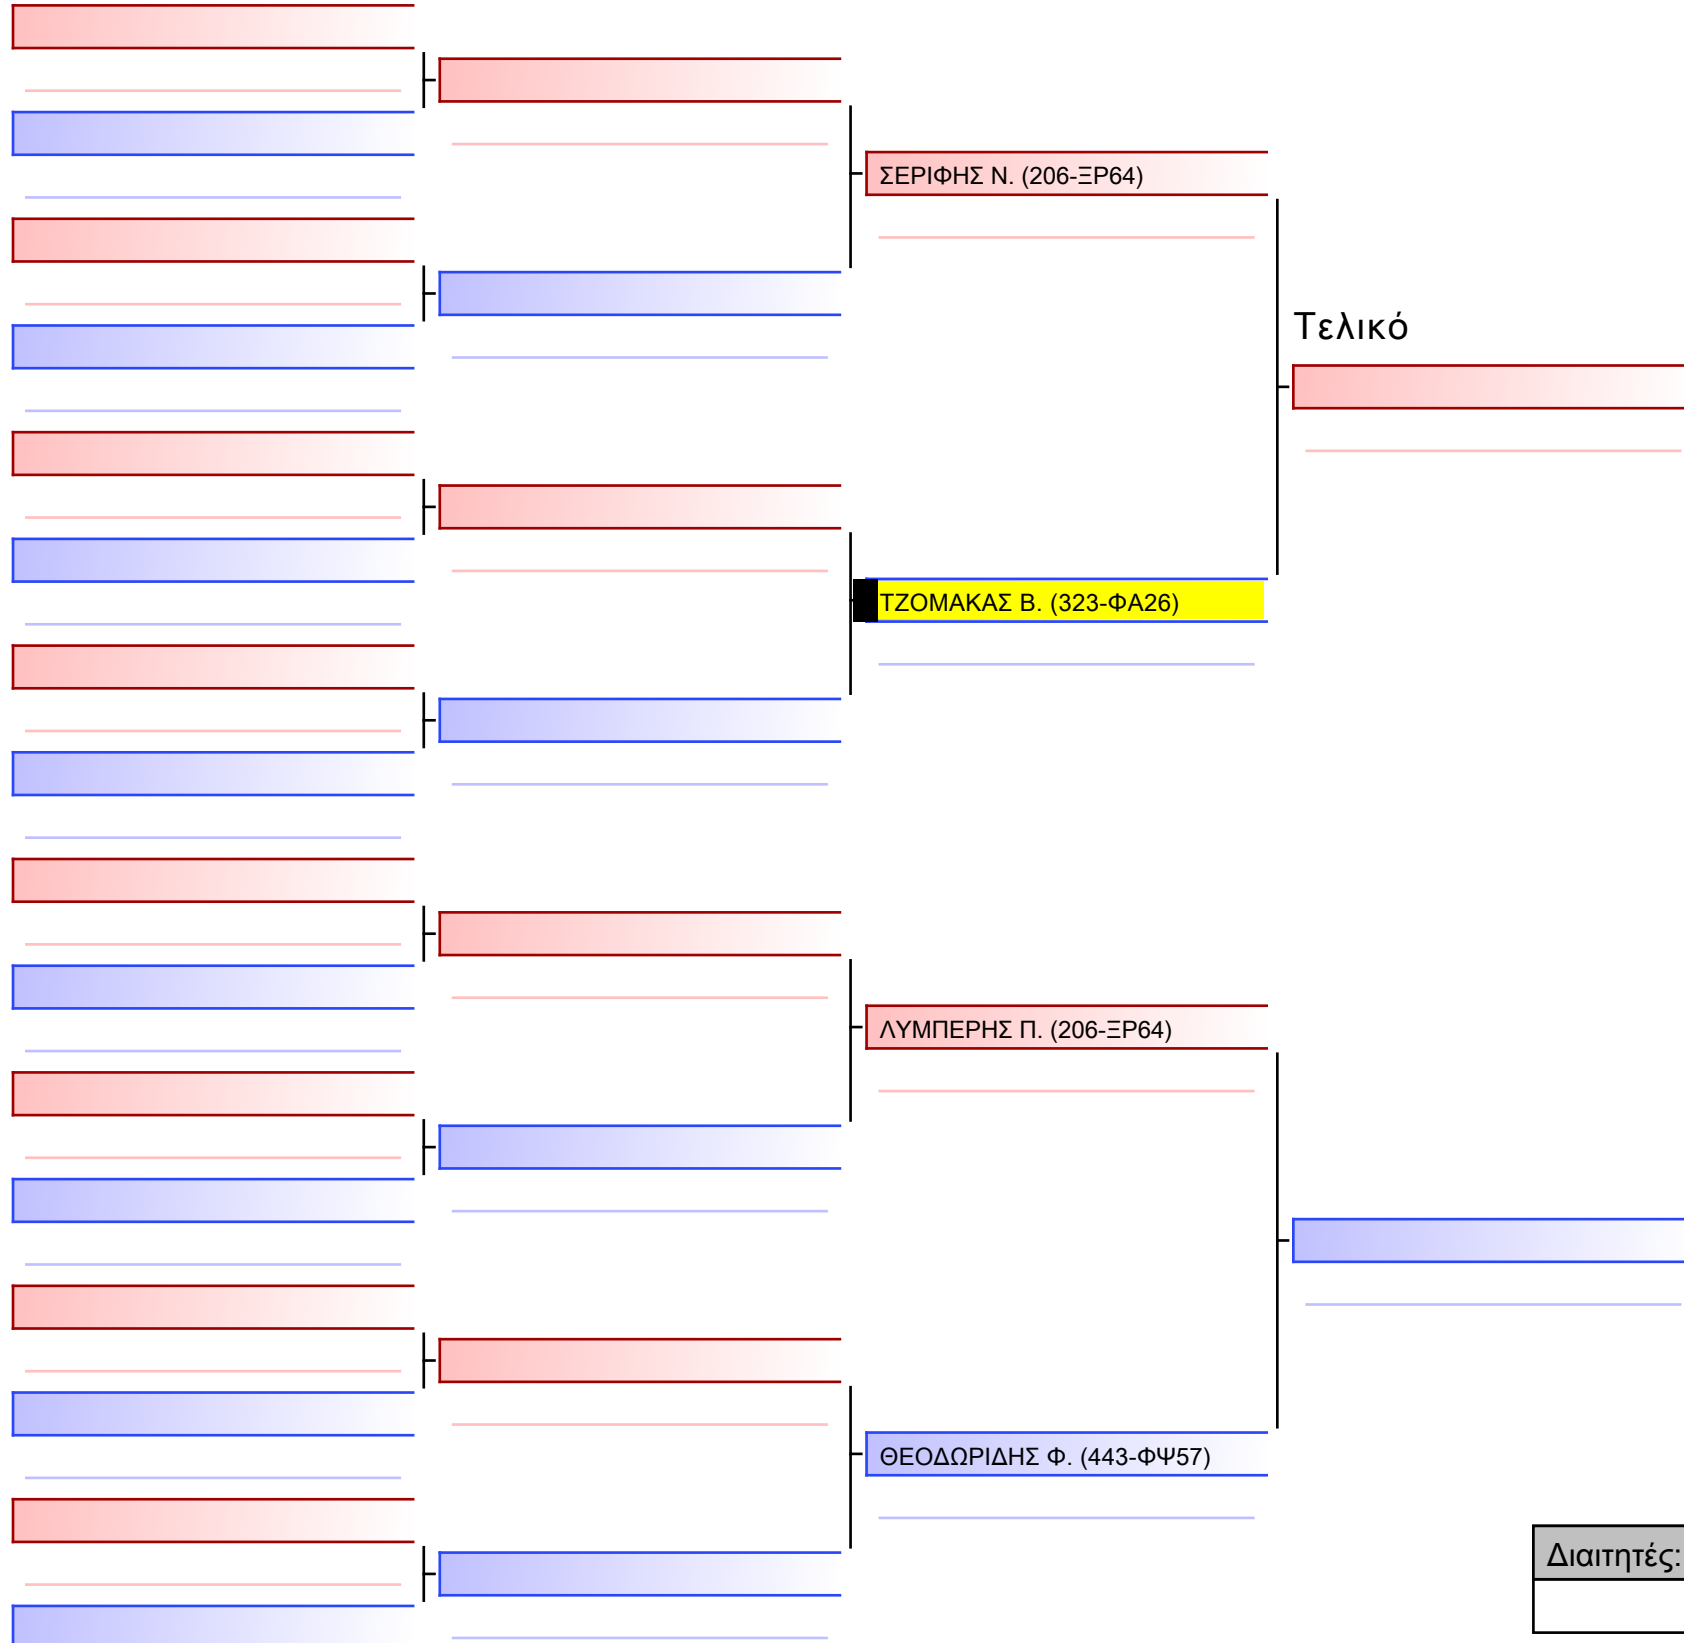 ΣΕΡΙΦΗΣ Ν. (206-ΞΡ64)
Τελικό
ΤΖΟΜΑΚΑΣ Β. (323-ΦΑ26)
ΛΥΜΠΕΡΗΣ Π. (206-ΞΡ64)
ΘΕΟΔΩΡΙΔΗΣ Φ. (443-ΦΨ57)
Διαιτητές: